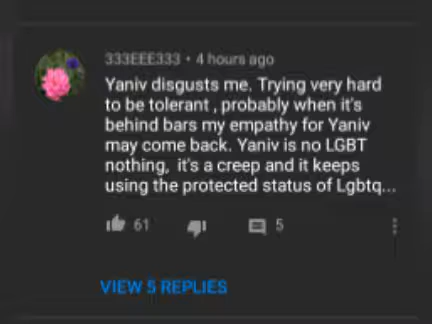 333EEE333 • 4 hours ago
Yaniv disgusts me. Trying very hard
to be tolerant , probably when it's
behind bars my empathy for Yaniv
may come back. Yaniv is no LGBT
nothing, it's a creep and it keeps
using the protected status of Lgbtq...
61
5
VIEW 5 REPLIES